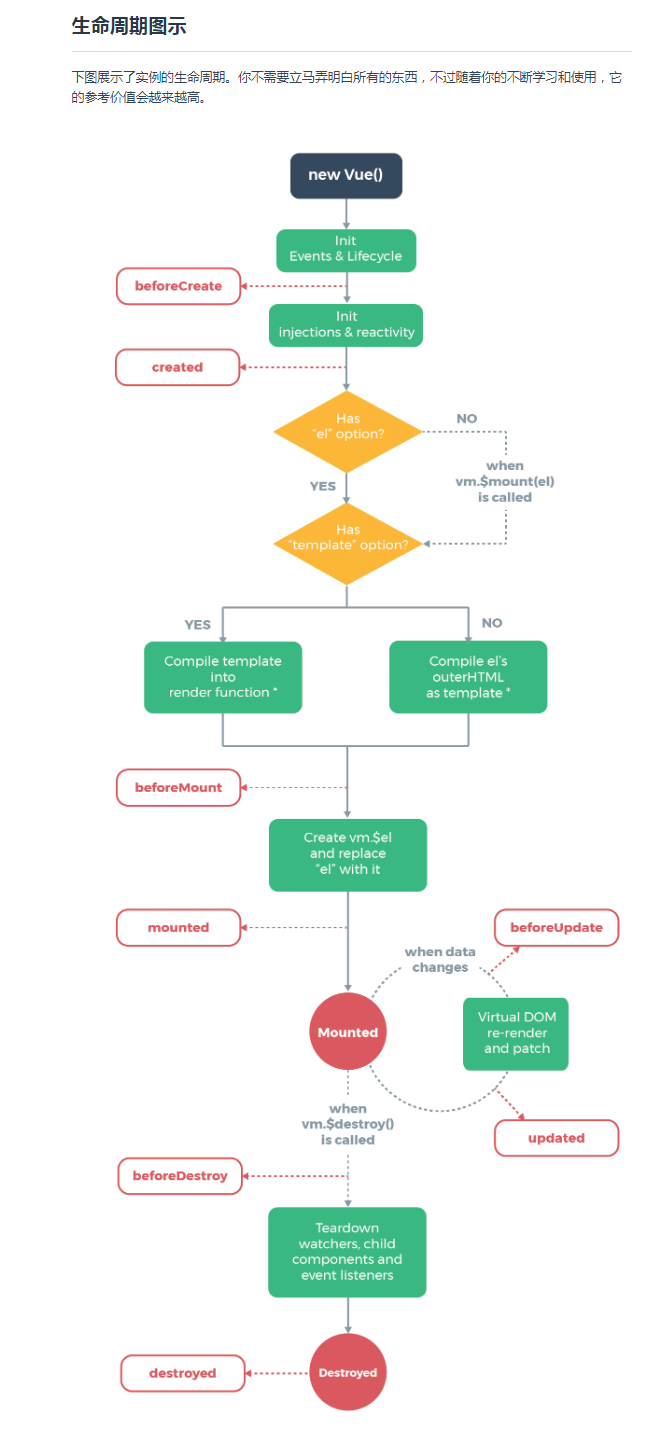 生命周期图示
下图展示了实例的生命周期。你不需要立马弄明白所有的东西，不过随着你的不断学习和使用，它
的参考价值会越来越高。
new Vue()
Init
Events & Lifecycle
beforeCreate
Init
injections & reactivity
created
Has
“el” option?
NO
when
vm.$mount(el)
is called
YES
Has
“template” option?
YES
NO
Compile template
into
render function *
Compile el’s
outerHTML
as template *
beforeMount
Create vm.$el
and replace
“el” with it
mounted
beforeUpdate
when data
changes
Mounted
Virtual DOM
re-render
and patch
when
vm.$destroy()
is called
updated
beforeDestroy
Teardown
watchers, child
components and
event listeners
destroyed
Destroyed